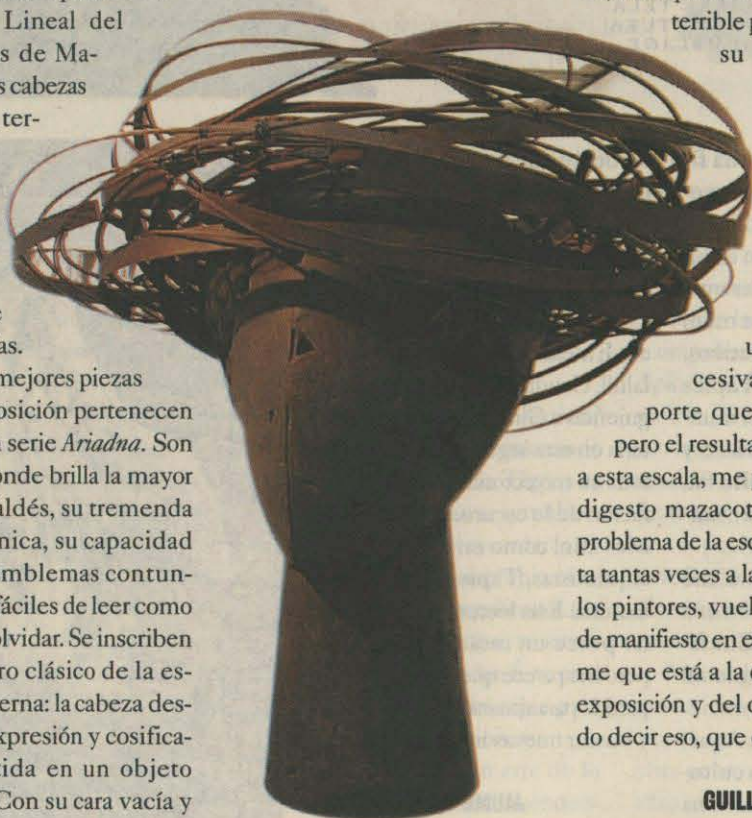 Lineal del
s de Ma-
s cabezas
ter-
as.
mejores piezas
osición pertenecen
serie Ariadna. Son
onde brilla la mayor
aldés, su tremenda
nica, su capacidad
emblemas contun-
fáciles de leer como
olvidar. Se inscriben
ro clásico de la es-
erna: la cabeza des-
xpresión y cosifica-
tida en un objeto
Con su cara vacía y
terrible p
su
u
cesiva
porte que
pero el resulta
a esta escala, me
digesto mazacot
problema de la esc
ta tantas veces a la
los pintores, vuel
de manifiesto en e
me que está a la e
exposición y del c
do decir eso, que s
GUILL